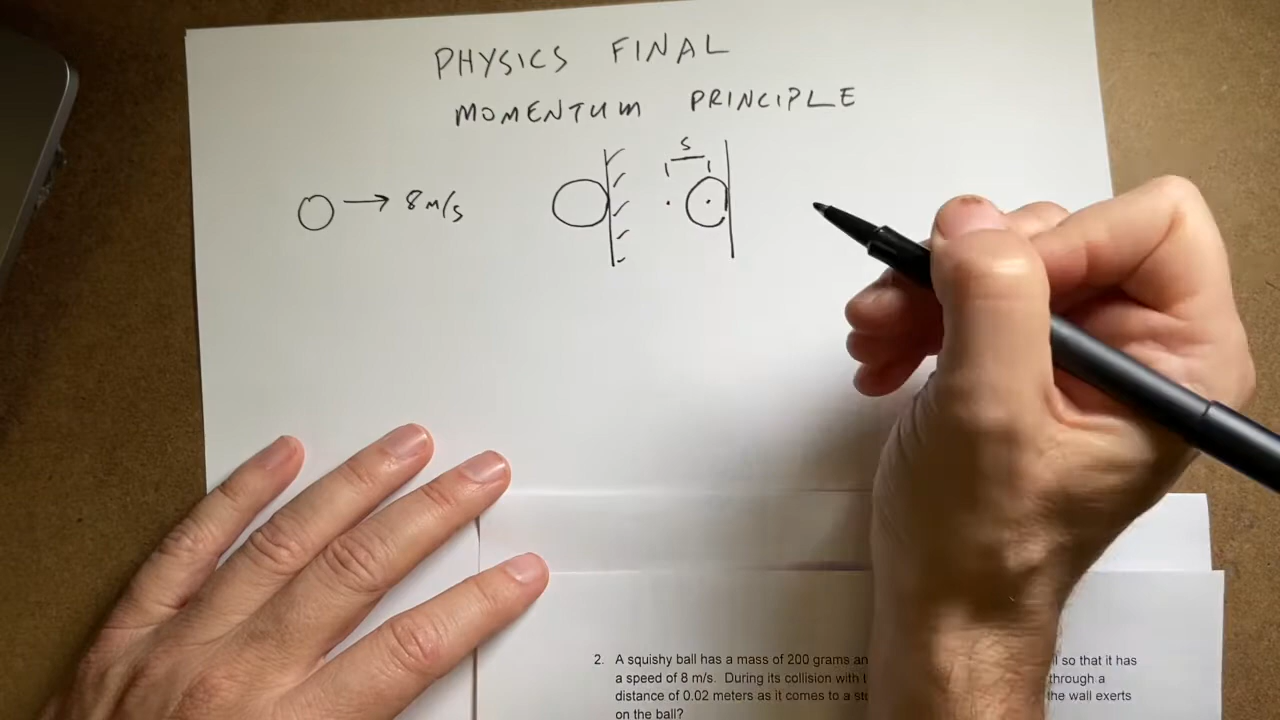 PHYSICS FINAL
MOMENTUM PRINCIPLE
8 m/s
s
2. A squishy ball has a mass of 200 grams an so that it has
a speed of 8 m/s. During its collision with through a
distance of 0.02 meters as it comes to a the wall exerts
on the ball?